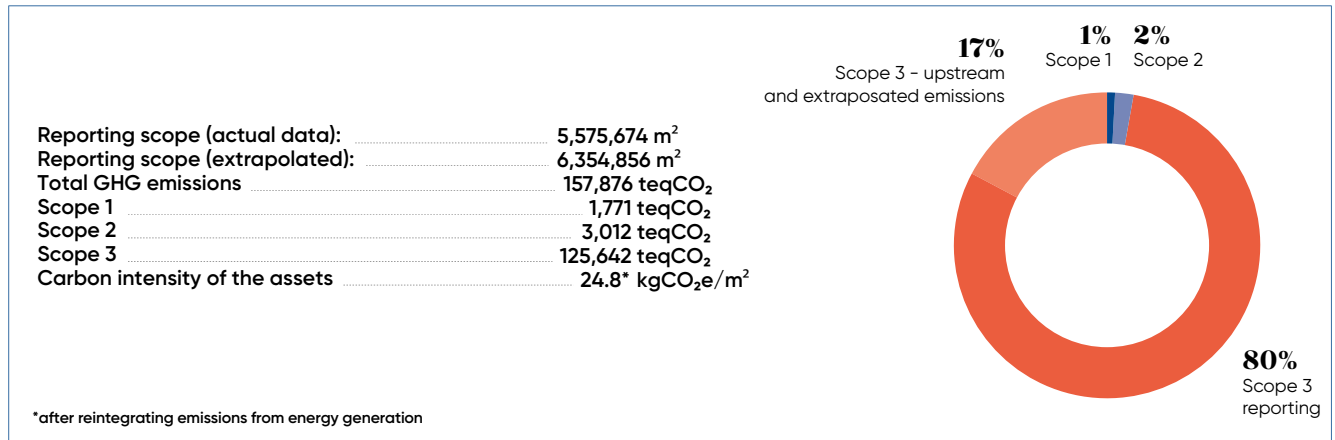 Reporting scope (actual data): 5,575,674 m²
Reporting scope (extrapolated): 6,354,856 m²
Total GHG emissions 157,876 teqCO₂
Scope 1 1,771 teqCO₂
Scope 2 3,012 teqCO₂
Scope 3 125,642 teqCO₂
Carbon intensity of the assets 24.8* kgCO₂e/m²
*after reintegrating emissions from energy generation
17%
Scope 3 - upstream
and extraposated emissions
1%
Scope 1
2%
Scope 2
80%
Scope 3
reporting